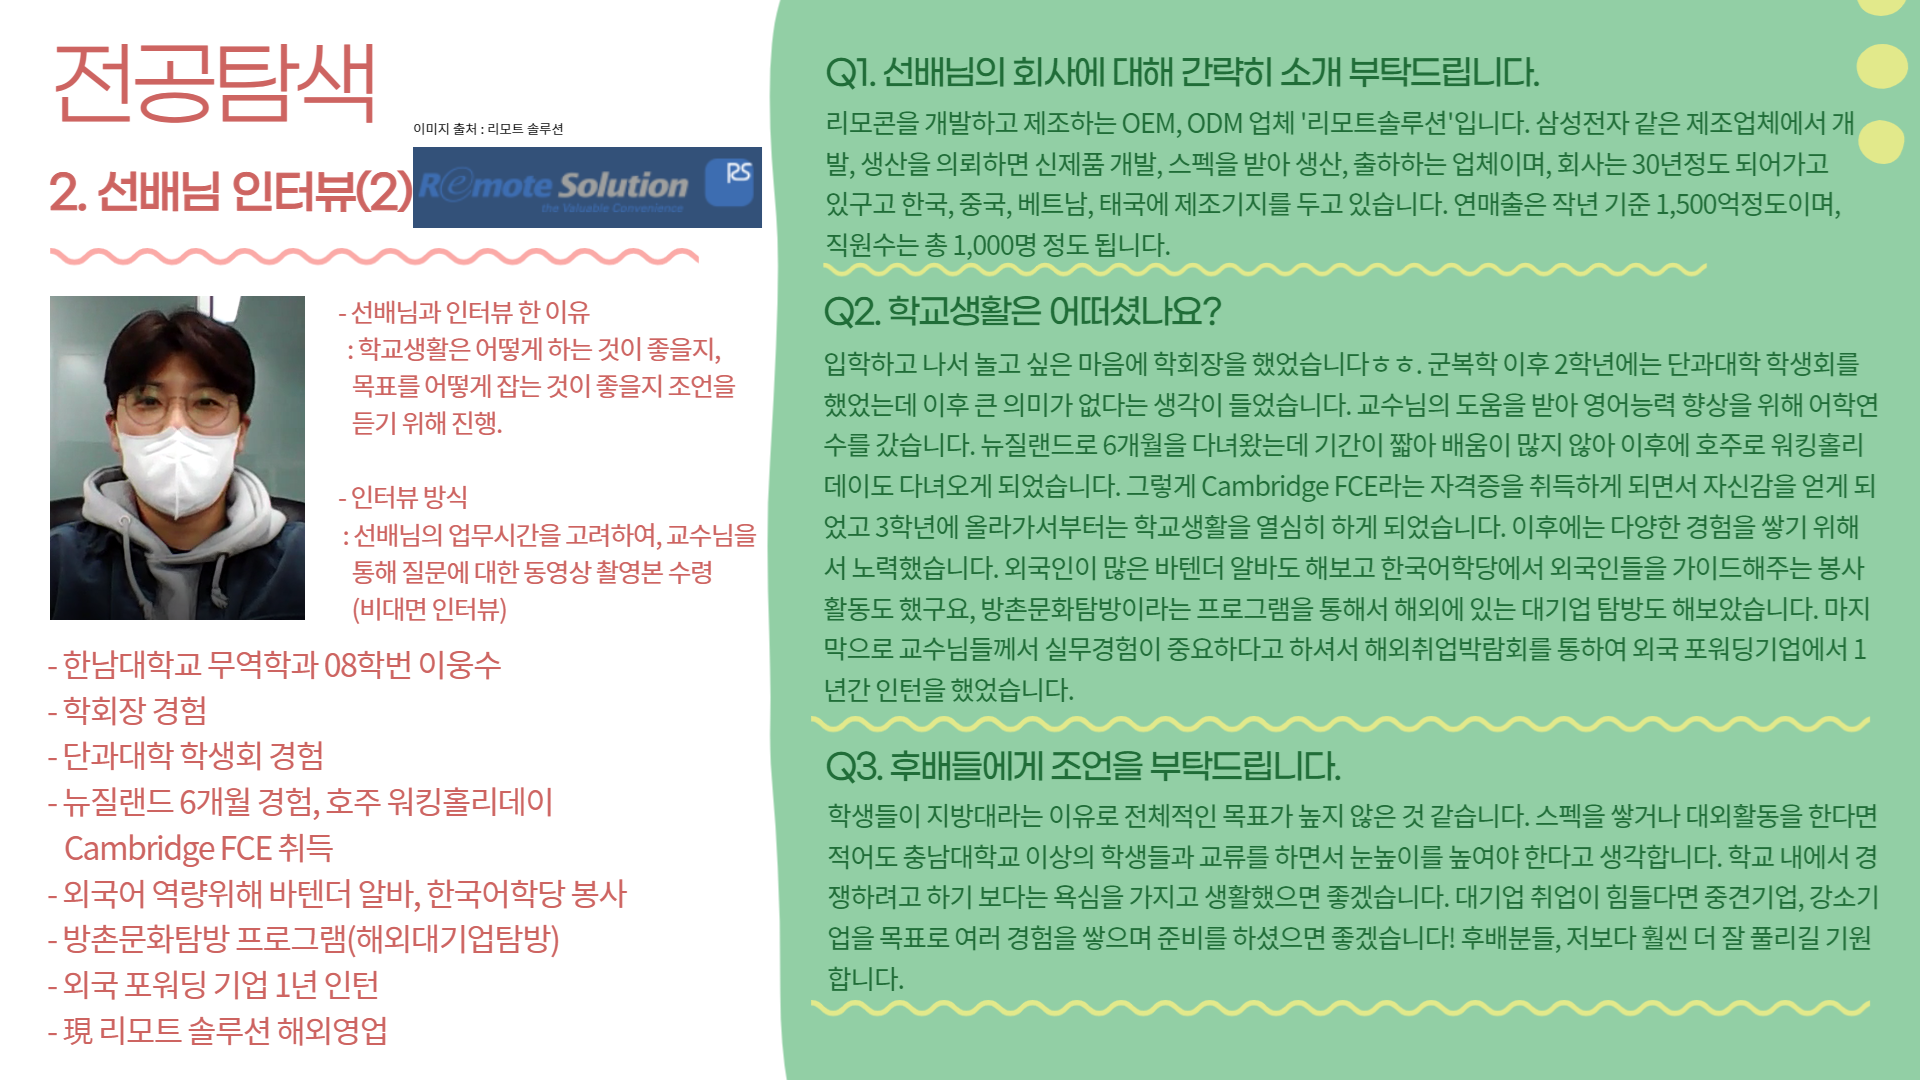 전공탐색
이미지 출처 : 리모트 솔루션
2. 선배님 인터뷰(2)
Remote Solution RS
the Valuable Convenience
- 선배님과 인터뷰 한 이유
: 학교생활은 어떻게 하는 것이 좋을지,
목표를 어떻게 잡는 것이 좋을지 조언을
듣기 위해 진행.
- 인터뷰 방식
: 선배님의 업무시간을 고려하여, 교수님을
통해 질문에 대한 동영상 촬영본 수령
(비대면 인터뷰)
- 한남대학교 무역학과 08학번 이웅수
- 학회장 경험
- 단과대학 학생회 경험
- 뉴질랜드 6개월 경험, 호주 워킹홀리데이
Cambridge FCE 취득
- 외국어 역량위해 바텐더 알바, 한국어학당 봉사
- 방촌문화탐방 프로그램(해외대기업탐방)
- 외국 포워딩 기업 1년 인턴
- 現 리모트 솔루션 해외영업
Q1. 선배님의 회사에 대해 간략히 소개 부탁드립니다.
리모콘을 개발하고 제조하는 OEM, ODM 업체 '리모트솔루션'입니다. 삼성전자 같은 제조업체에서 개
발, 생산을 의뢰하면 신제품 개발, 스펙을 받아 생산, 출하하는 업체이며, 회사는 30년정도 되어가고
있구고 한국, 중국, 베트남, 태국에 제조기지를 두고 있습니다. 연매출은 작년 기준 1,500억정도이며,
직원수는 총 1,000명 정도 됩니다.
Q2. 학교생활은 어떠셨나요?
입학하고 나서 놀고 싶은 마음에 학회장을 했었습니다ㅎㅎ. 군복학 이후 2학년에는 단과대학 학생회를
했었는데 이후 큰 의미가 없다는 생각이 들었습니다. 교수님의 도움을 받아 영어능력 향상을 위해 어학연
수를 갔습니다. 뉴질랜드로 6개월을 다녀왔는데 기간이 짧아 배움이 많지 않아 이후에 호주로 워킹홀리
데이도 다녀오게 되었습니다. 그렇게 Cambridge FCE라는 자격증을 취득하게 되면서 자신감을 얻게 되
었고 3학년에 올라가서부터는 학교생활을 열심히 하게 되었습니다. 이후에는 다양한 경험을 쌓기 위해
서 노력했습니다. 외국인이 많은 바텐더 알바도 해보고 한국어학당에서 외국인들을 가이드해주는 봉사
활동도 했구요, 방촌문화탐방이라는 프로그램을 통해서 해외에 있는 대기업 탐방도 해보았습니다. 마지
막으로 교수님들께서 실무경험이 중요하다고 하셔서 해외취업박람회를 통하여 외국 포워딩기업에서 1
년간 인턴을 했었습니다.
Q3. 후배들에게 조언을 부탁드립니다.
학생들이 지방대라는 이유로 전체적인 목표가 높지 않은 것 같습니다. 스펙을 쌓거나 대외활동을 한다면
적어도 충남대학교 이상의 학생들과 교류를 하면서 눈높이를 높여야 한다고 생각합니다. 학교 내에서 경
쟁하려고 하기 보다는 욕심을 가지고 생활했으면 좋겠습니다. 대기업 취업이 힘들다면 중견기업, 강소기
업을 목표로 여러 경험을 쌓으며 준비를 하셨으면 좋겠습니다! 후배분들, 저보다 훨씬 더 잘 풀리길 기원
합니다.